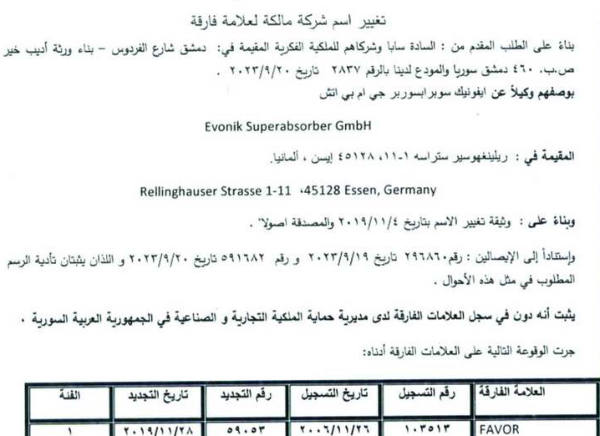 تغيير اسم شركة مالكة لعلامة فارقة
بناءً على الطلب المقدم من : السادة سابا وشركاهم للملكية الفكرية المقيمة في: دمشق شارع الفردوس – بناء ورثة أديب خير
ص.ب. ٤٦٠ دمشق سوريا والمودع لدينا بالرقم ٢٨٣٧ تاريخ ٢٠٢٣/٩/٢٠ .
بوصفهم وكيلاً عن ايفونيك سوبرابسوربر جي ام بي اتش
Evonik Superabsorber GmbH
المقيمة في : ريلينغهوسير ستراسه ١-١١، ٤٥١٢٨ إيسن ، ألمانيا.
Rellinghauser Strasse 1-11 ،45128 Essen, Germany
وبناءً على : وثيقة تغيير الاسم بتاريخ ٢٠١٩/١١/٤ والمصدقة اصولاً .
وإستناداً إلى الإيصالين : رقم ٢٩٦٨٦٠ تاريخ ٢٠٢٣/٩/١٩ و رقم ٥٩١٦٨٢ تاريخ ٢٠٢٣/٩/٢٠ و اللذان يثبتان تأدية الرسم
المطلوب في مثل هذه الأحوال .
يثبت أنه دون في سجل العلامات الفارقة لدى مديرية حماية الملكية التجارية و الصناعية في الجمهورية العربية السورية .
جرت الوقوعة التالية على العلامات الفارقة أدناه:
العلامة الفارقة رقم التسجيل تاريخ التسجيل رقم التجديد تاريخ التجديد الفئة
FAVOR ١٠٣٥١٣ ٢٠٠٦/١١/٢٦ ٥٩٠٥٣ ٢٠١٩/١١/٢٨ ١